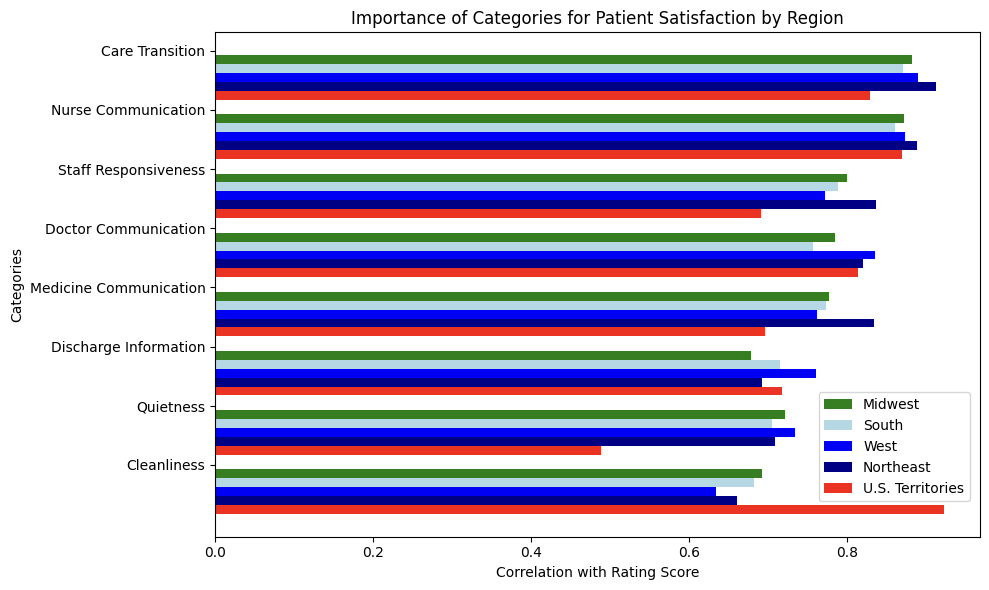 Importance of Categories for Patient Satisfaction by Region
Categories
Care Transition
Nurse Communication
Staff Responsiveness
Doctor Communication
Medicine Communication
Discharge Information
Quietness
Cleanliness
Midwest
South
West
Northeast
U.S. Territories
0.0 0.2 0.4 0.6 0.8
Correlation with Rating Score